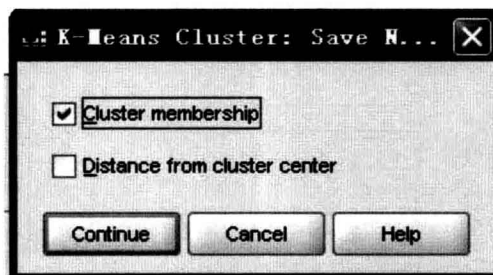 K-Means Cluster: Save N...
Cluster membership
Distance from cluster center
Continue
Cancel
Help